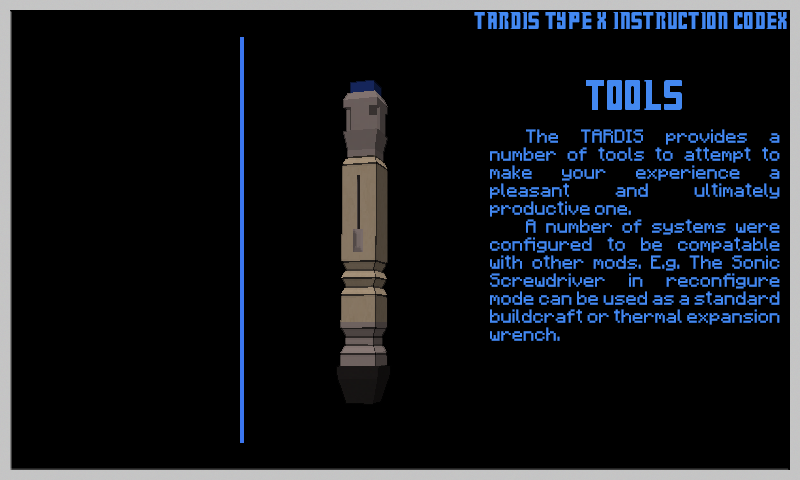 TARDIS TYPE X INSTRUCTION CODEX
TOOLS
The TARDIS provides a
number of tools to attempt to
make your experience a
pleasant and ultimately
productive one.
A number of systems were
configured to be compatable
with other mods. E.g. The Sonic
Screwdriver in reconfigure
mode can be used as a standard
buildcraft or thermal expansion
wrench.